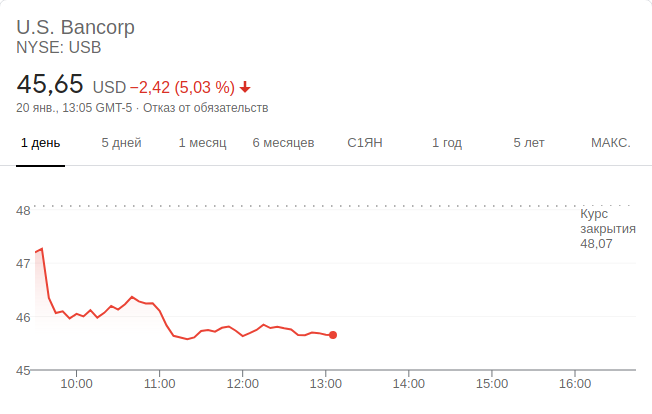 U.S. Bancorp
NYSE: USB
45,65 USD −2,42 (5,03 %)
20 янв., 13:05 GMT-5 · Отказ от обязательств
1 день 5 дней 1 месяц 6 месяцев С1ЯН 1 год 5 лет МАКС.
48
Курс
закрытия
48,07
47
46
45
10:00 11:00 12:00 13:00 14:00 15:00 16:00